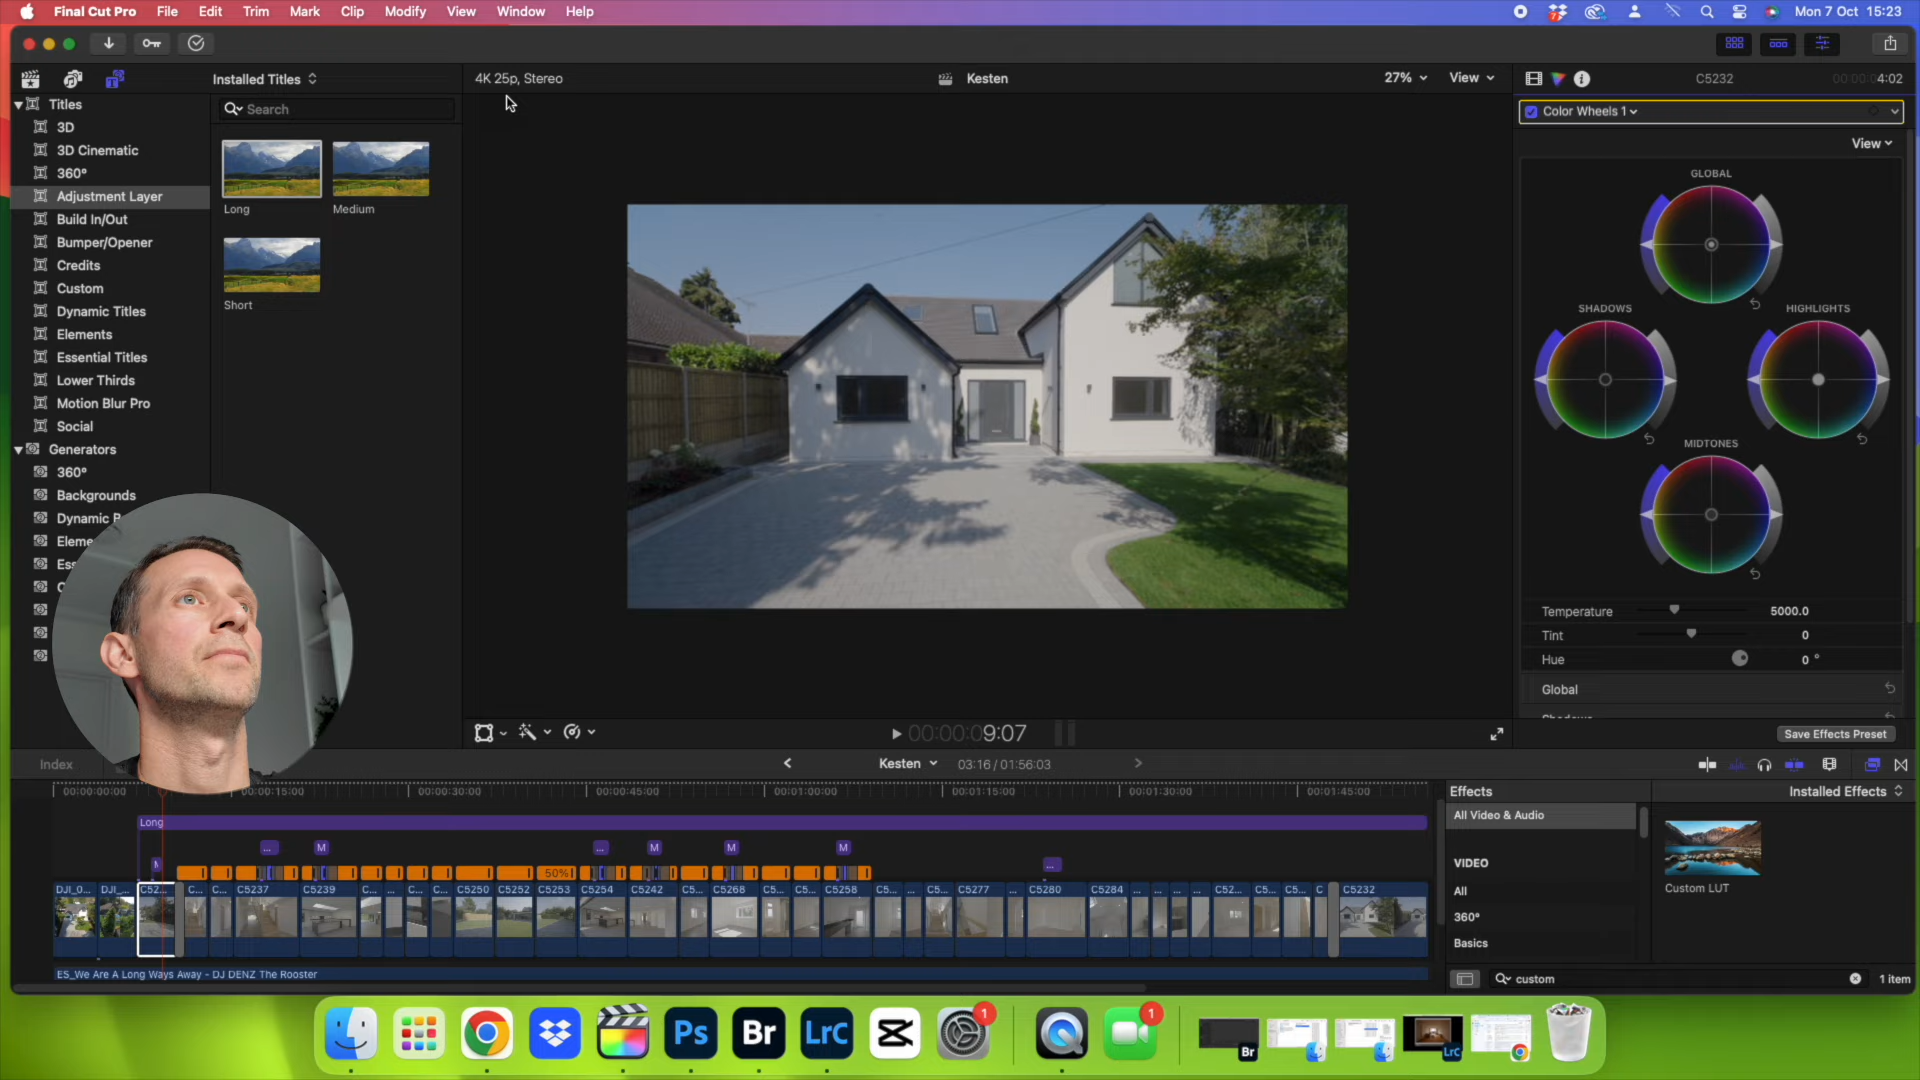 Final Cut Pro File Edit Trim Mark Clip Modify View Window Help
7
Mon 7 Oct 15:23
Installed Titles
4K 25p, Stereo
Kesten
27%
View
C5232
00:00:04:02
Titles
Search
Color Wheels 1
3D
3D Cinematic
360°
Adjustment Layer
Build In/Out
Bumper/Opener
Credits
Custom
Dynamic Titles
Elements
Essential Titles
Lower Thirds
Motion Blur Pro
Social
Generators
360°
Backgrounds
Dynamic B
Eleme
Ess
Long
Medium
Short
View
GLOBAL
SHADOWS
HIGHLIGHTS
MIDTONES
Temperature 5000.0
Tint 0
Hue 0 °
Global
Save Effects Preset
00:00:09:07
Index
Kesten
03:16 / 01:56:03
00:00:00:00
00:00:15:00
00:00:30:00
00:00:45:00
00:01:00:00
00:01:15:00
00:01:30:00
00:01:45:00
Long
... M ... M M M ...
M
50%
DJI_0... DJI_... C52... C... C... C5237 C5239 C... C... C... C5250 C5252 C5253 C5254 C5242 C5... C5268 C5... C5... C5258 C5... ... C5... C5277 ... C5280 C5284 ... ... ... ... C52... C5... C5... C C5232
ES_We Are A Long Ways Away - DJ DENZ The Rooster
Effects
Installed Effects
All Video & Audio
VIDEO
All
360°
Basics
Custom LUT
custom
1 item
Ps Br LrC 1 1 Br LrC